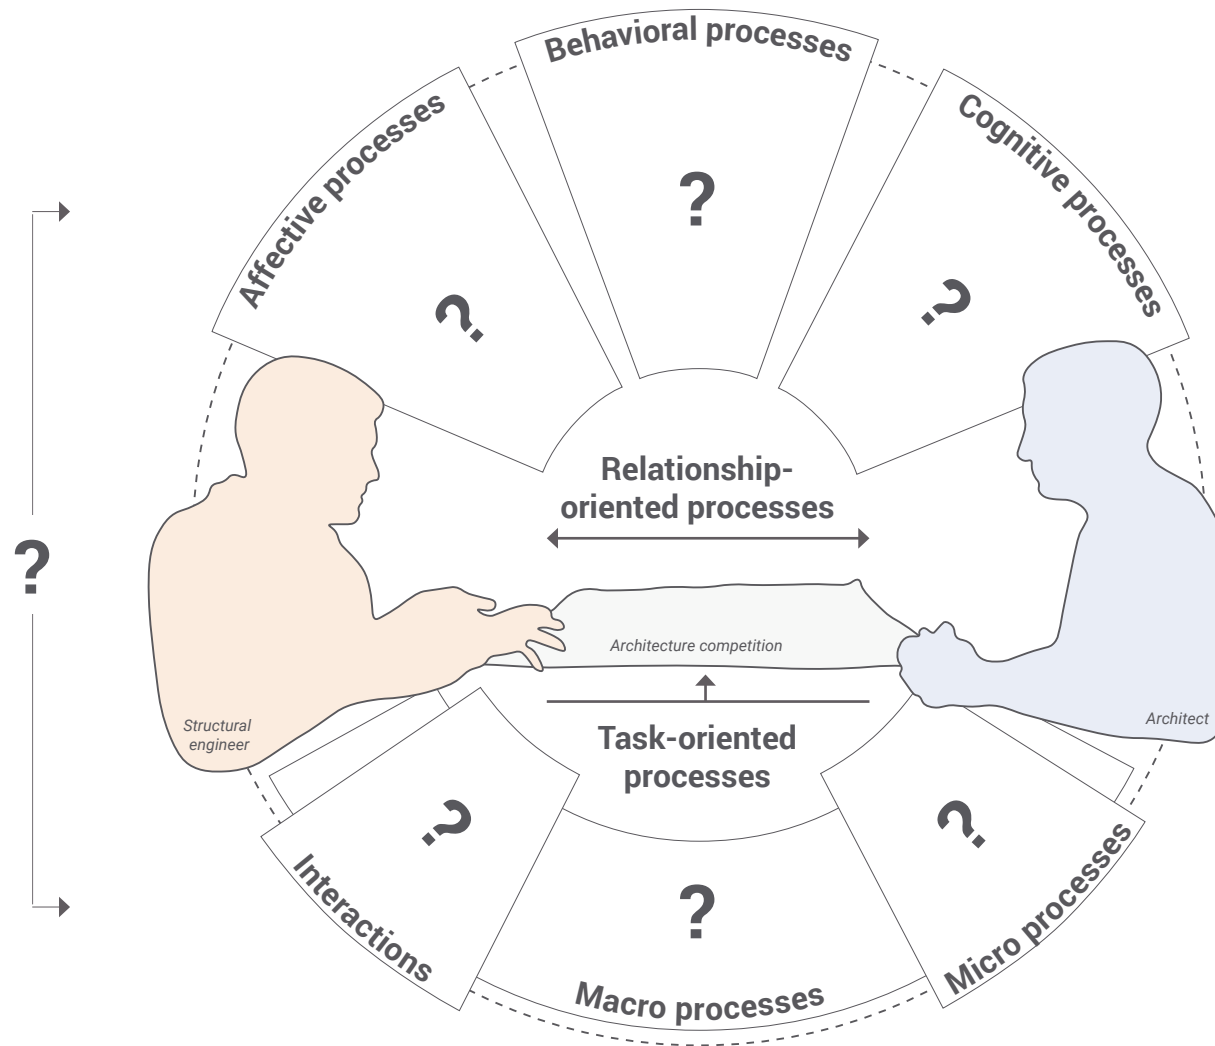 Behavioral processes
Affective processes
Cognitive processes
?
?
?
Relationship-
oriented processes
?
Architecture competition
Structural
engineer
Architect
Task-oriented
processes
?
?
?
Interactions
Micro processes
Macro processes